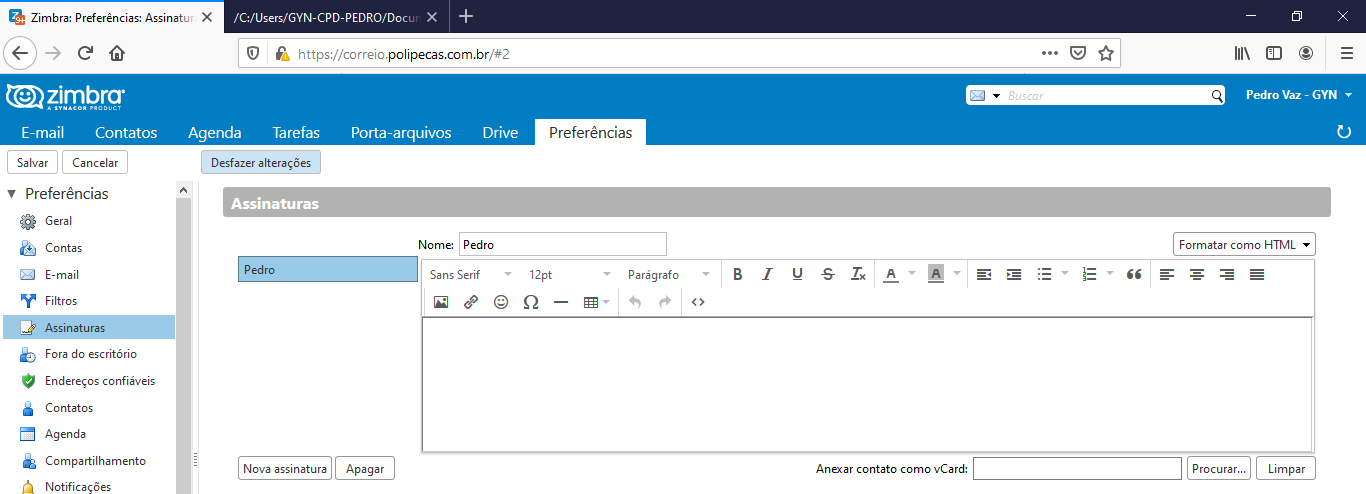 Zimbra: Preferências: Assinatur
/C:/Users/GYN-CPD-PEDRO/Docum
https://correio.polipecas.com.br/#2
zimbra
A SYNACOR PRODUCT
Buscar
Pedro Vaz - GYN
E-mail Contatos Agenda Tarefas Porta-arquivos Drive Preferências
Salvar Cancelar Desfazer alterações
Preferências
Geral
Contas
E-mail
Filtros
Assinaturas
Fora do escritório
Endereços confiáveis
Contatos
Agenda
Compartilhamento
Notificações
Assinaturas
Nome: Pedro Formatar como HTML
Pedro
Sans Serif 12pt Parágrafo
Nova assinatura Apagar Anexar contato como vCard: Procurar... Limpar